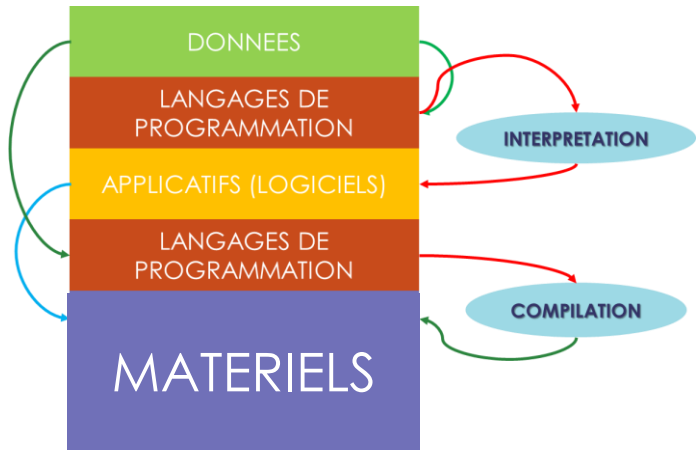 DONNEES
LANGAGES DE
PROGRAMMATION
INTERPRETATION
APPLICATIFS (LOGICIELS)
LANGAGES DE
PROGRAMMATION
COMPILATION
MATERIELS